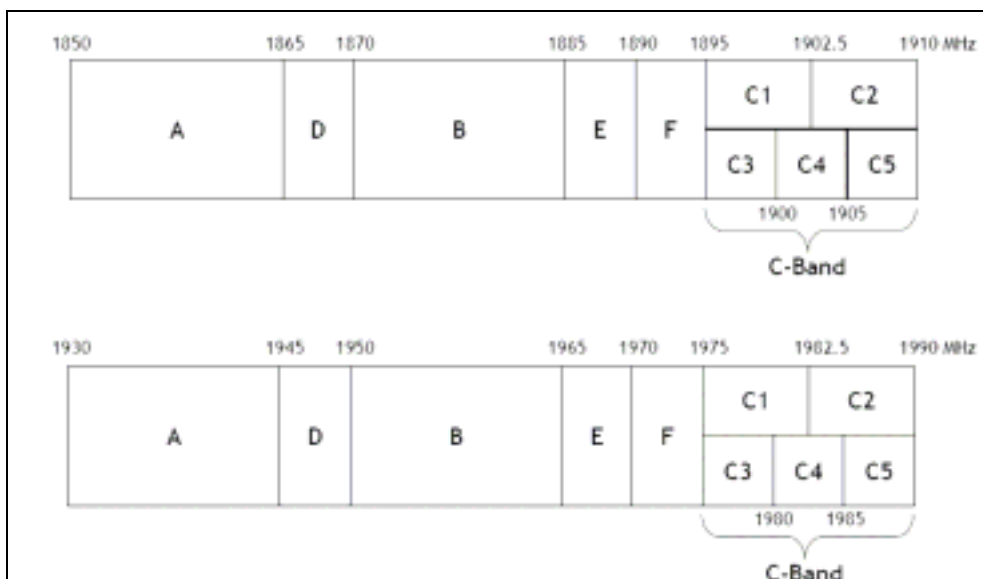 1850 1865 1870 1885 1890 1895 1902.5 1910 MHz
C1 C2
A D B E F
C3 C4 C5
1900 1905
C-Band
1930 1945 1950 1965 1970 1975 1982.5 1990 MHz
C1 C2
A D B E F
C3 C4 C5
1980 1985
C-Band